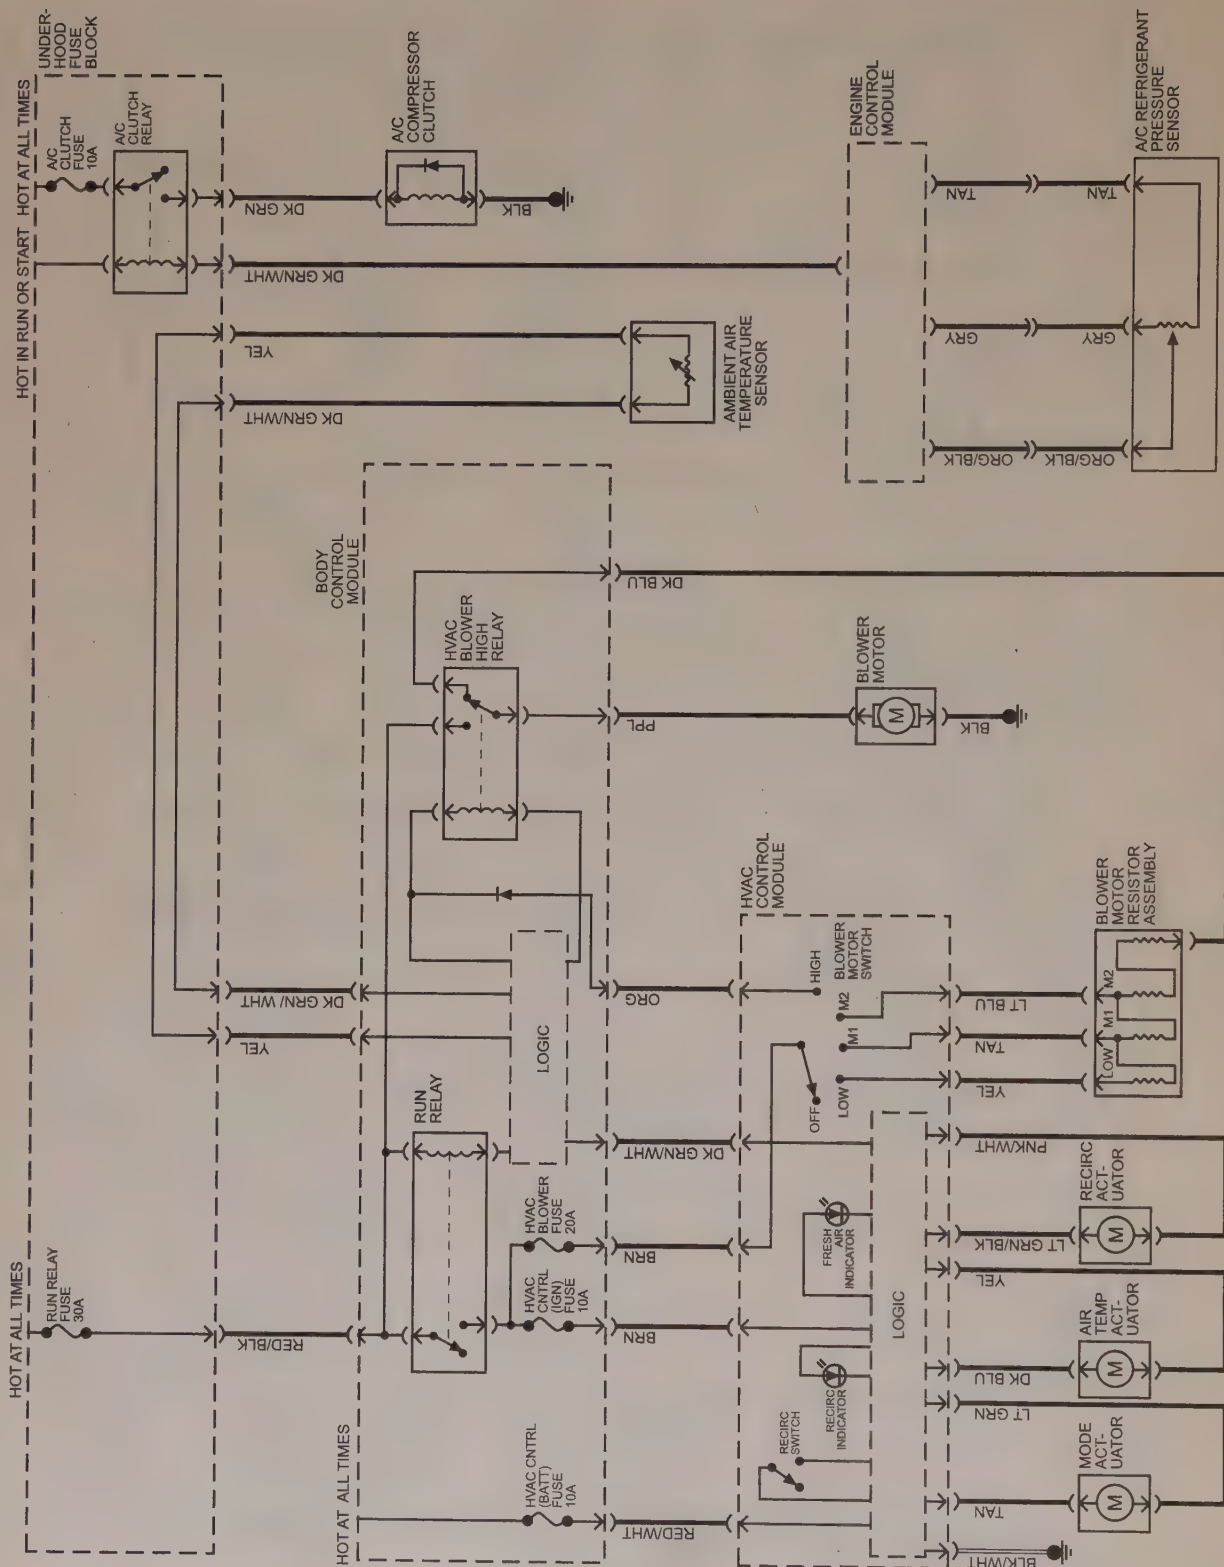 HOT AT ALL TIMES
HOT IN RUN OR START
HOT AT ALL TIMES
UNDER-
HOOD
FUSE
BLOCK
RUN RELAY
FUSE
30A
A/C
CLUTCH
FUSE
10A
A/C
CLUTCH
RELAY
RED/BLK
YEL
DK GRN/ WHT
DK GRN/WHT
YEL
DK GRN/WHT
DK GRN
A/C
COMPRESSOR
CLUTCH
BLK
HOT AT ALL TIMES
BODY
CONTROL
MODULE
RUN
RELAY
HVAC
BLOWER
HIGH
RELAY
LOGIC
HVAC CNTRL
(BATT)
FUSE
10A
HVAC
CNTRL
(IGN)
FUSE
10A
HVAC
BLOWER
FUSE
20A
RED/WHT
BRN
BRN
DK GRN/WHT
ORG
PPL
DK BLU
AMBIENT AIR
TEMPERATURE
SENSOR
HVAC
CONTROL
MODULE
RECIRC
SWITCH
RECIRC
INDICATOR
FRESH
AIR
INDICATOR
OFF
LOW
M1
M2
HIGH
BLOWER
MOTOR
SWITCH
LOGIC
BLOWER
MOTOR
BLK
ENGINE
CONTROL
MODULE
BLK/WHT
TAN
LT GRN
DK BLU
YEL
LT GRN/BLK
PNK/WHT
YEL
TAN
LT BLU
ORG/BLK
GRY
TAN
ORG/BLK
GRY
TAN
MODE
ACT-
UATOR
M
AIR
TEMP
ACT-
UATOR
M
RECIRC
ACT-
UATOR
M
LOW
M1
M2
BLOWER
MOTOR
RESISTOR
ASSEMBLY
M
A/C REFRIGERANT
PRESSURE
SENSOR